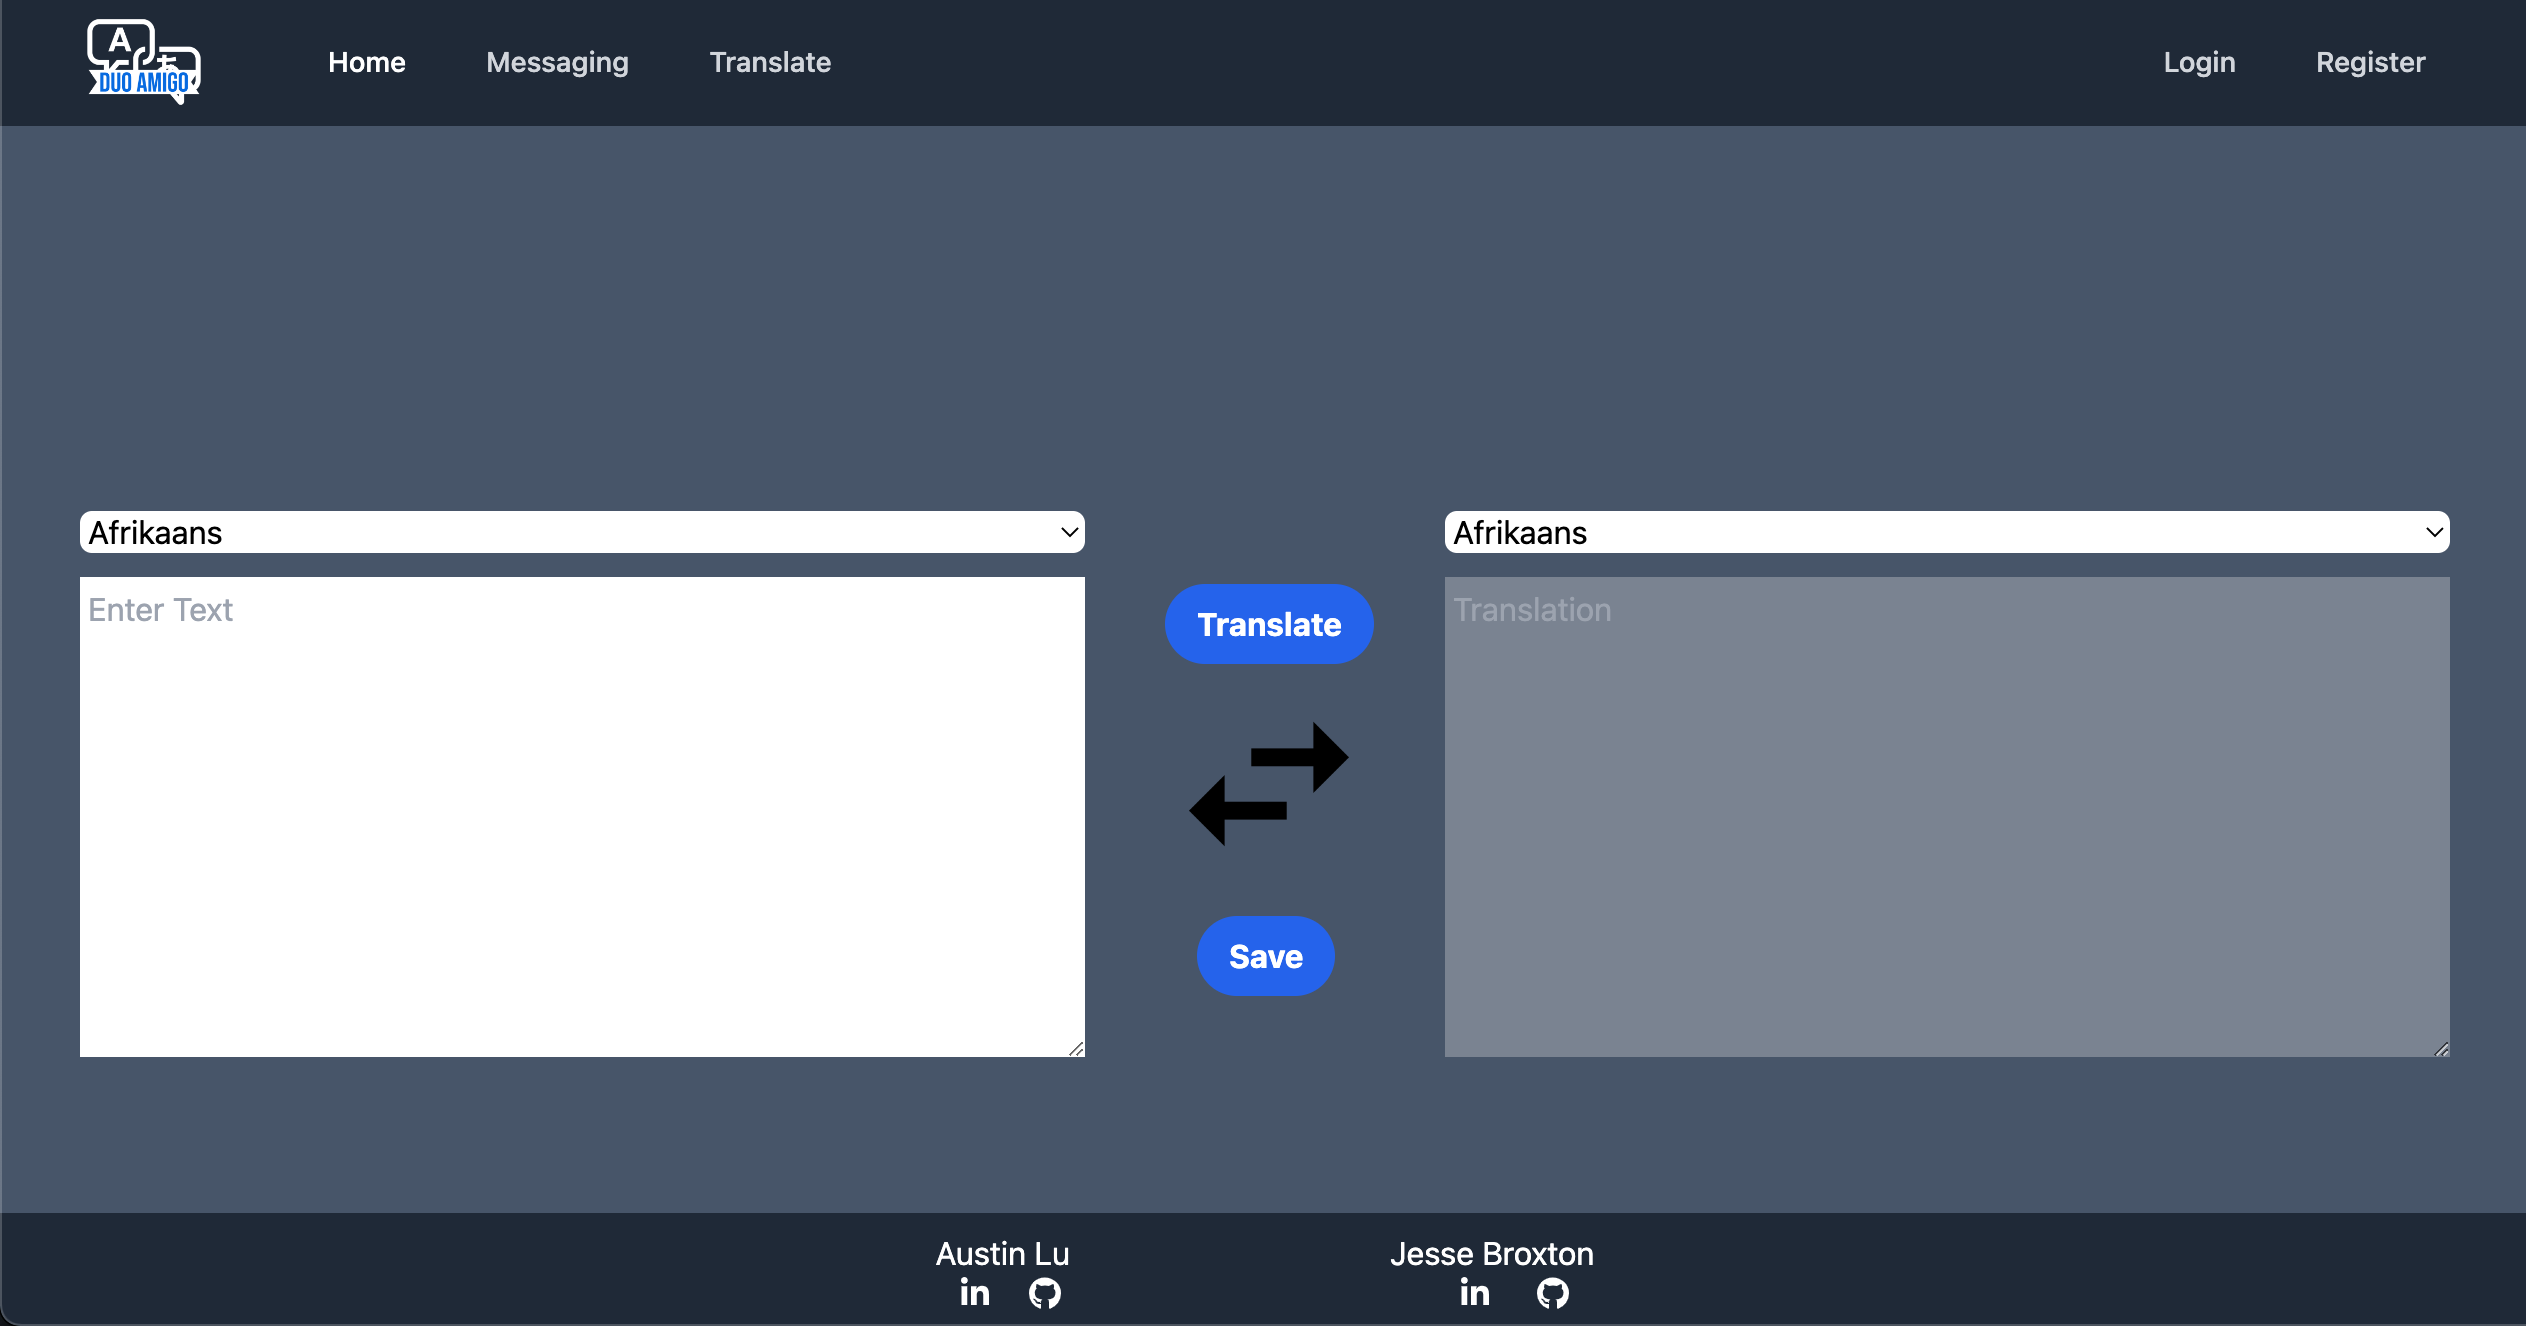 A あ
DUO AMIGO
Home Messaging Translate Login Register
Afrikaans Afrikaans
Enter Text Translate Translation
Save
Austin Lu Jesse Broxton
in in